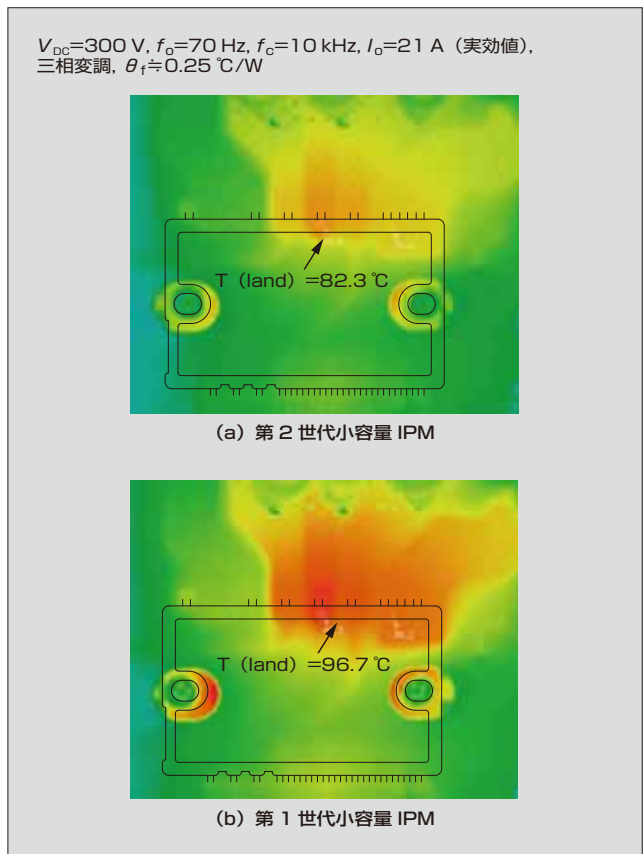 V_DC=300 V, f_o=70 Hz, f_c=10 kHz, I_o=21 A（実効値）,
三相変調, θ_f≒0.25 ℃/W
T（land）=82.3 ℃
(a) 第 2 世代小容量 IPM
T（land）=96.7 ℃
(b) 第 1 世代小容量 IPM